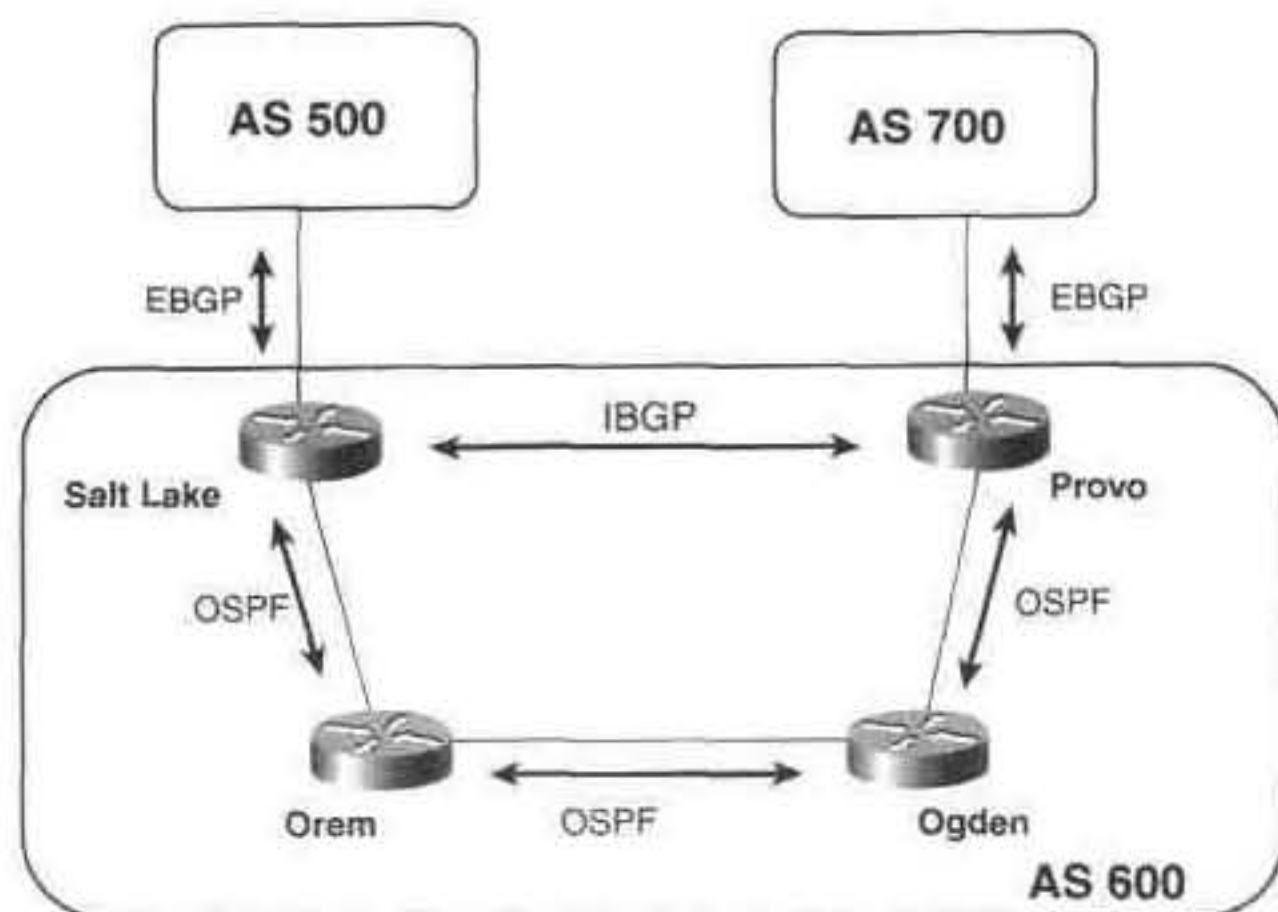 AS 500
AS 700
EBGP
EBGP
IBGP
Salt Lake
Provo
OSPF
OSPF
Orem
OSPF
Ogden
AS 600